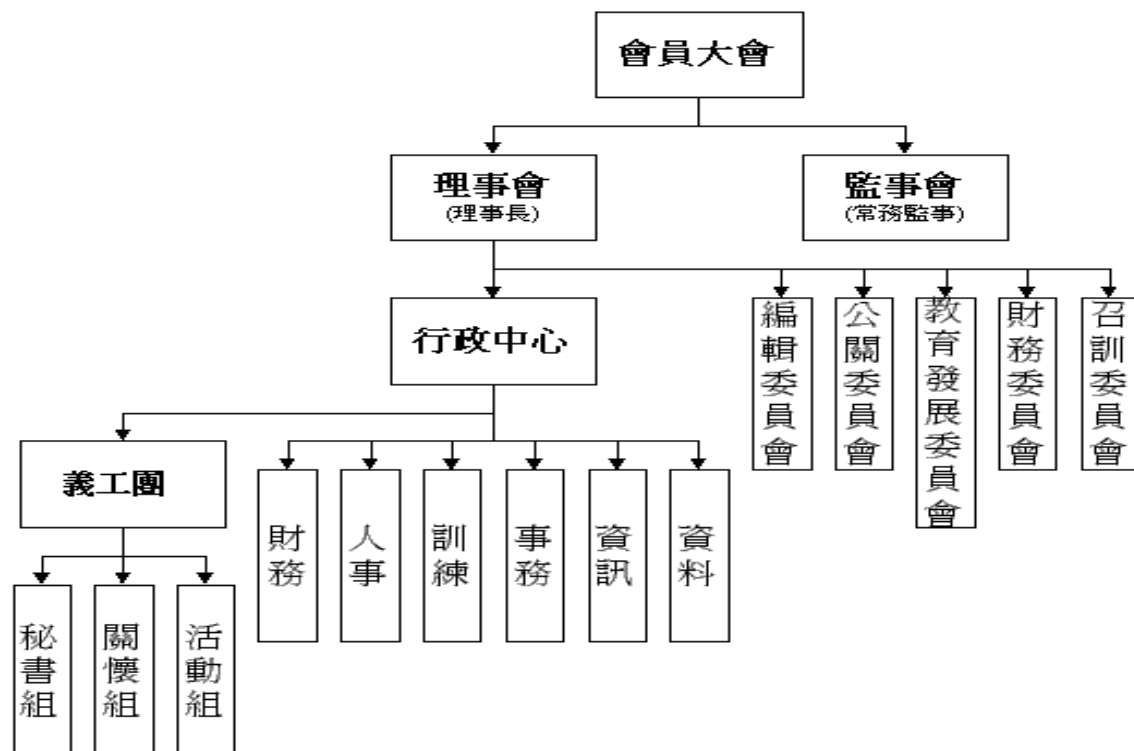 會員大會
理事會
(理事長)
監事會
(常務監事)
行政中心
編輯委員會
公關委員會
教育發展委員會
財務委員會
召訓委員會
義工團
財務
人事
訓練
事務
資訊
資料
秘書組
關懷組
活動組